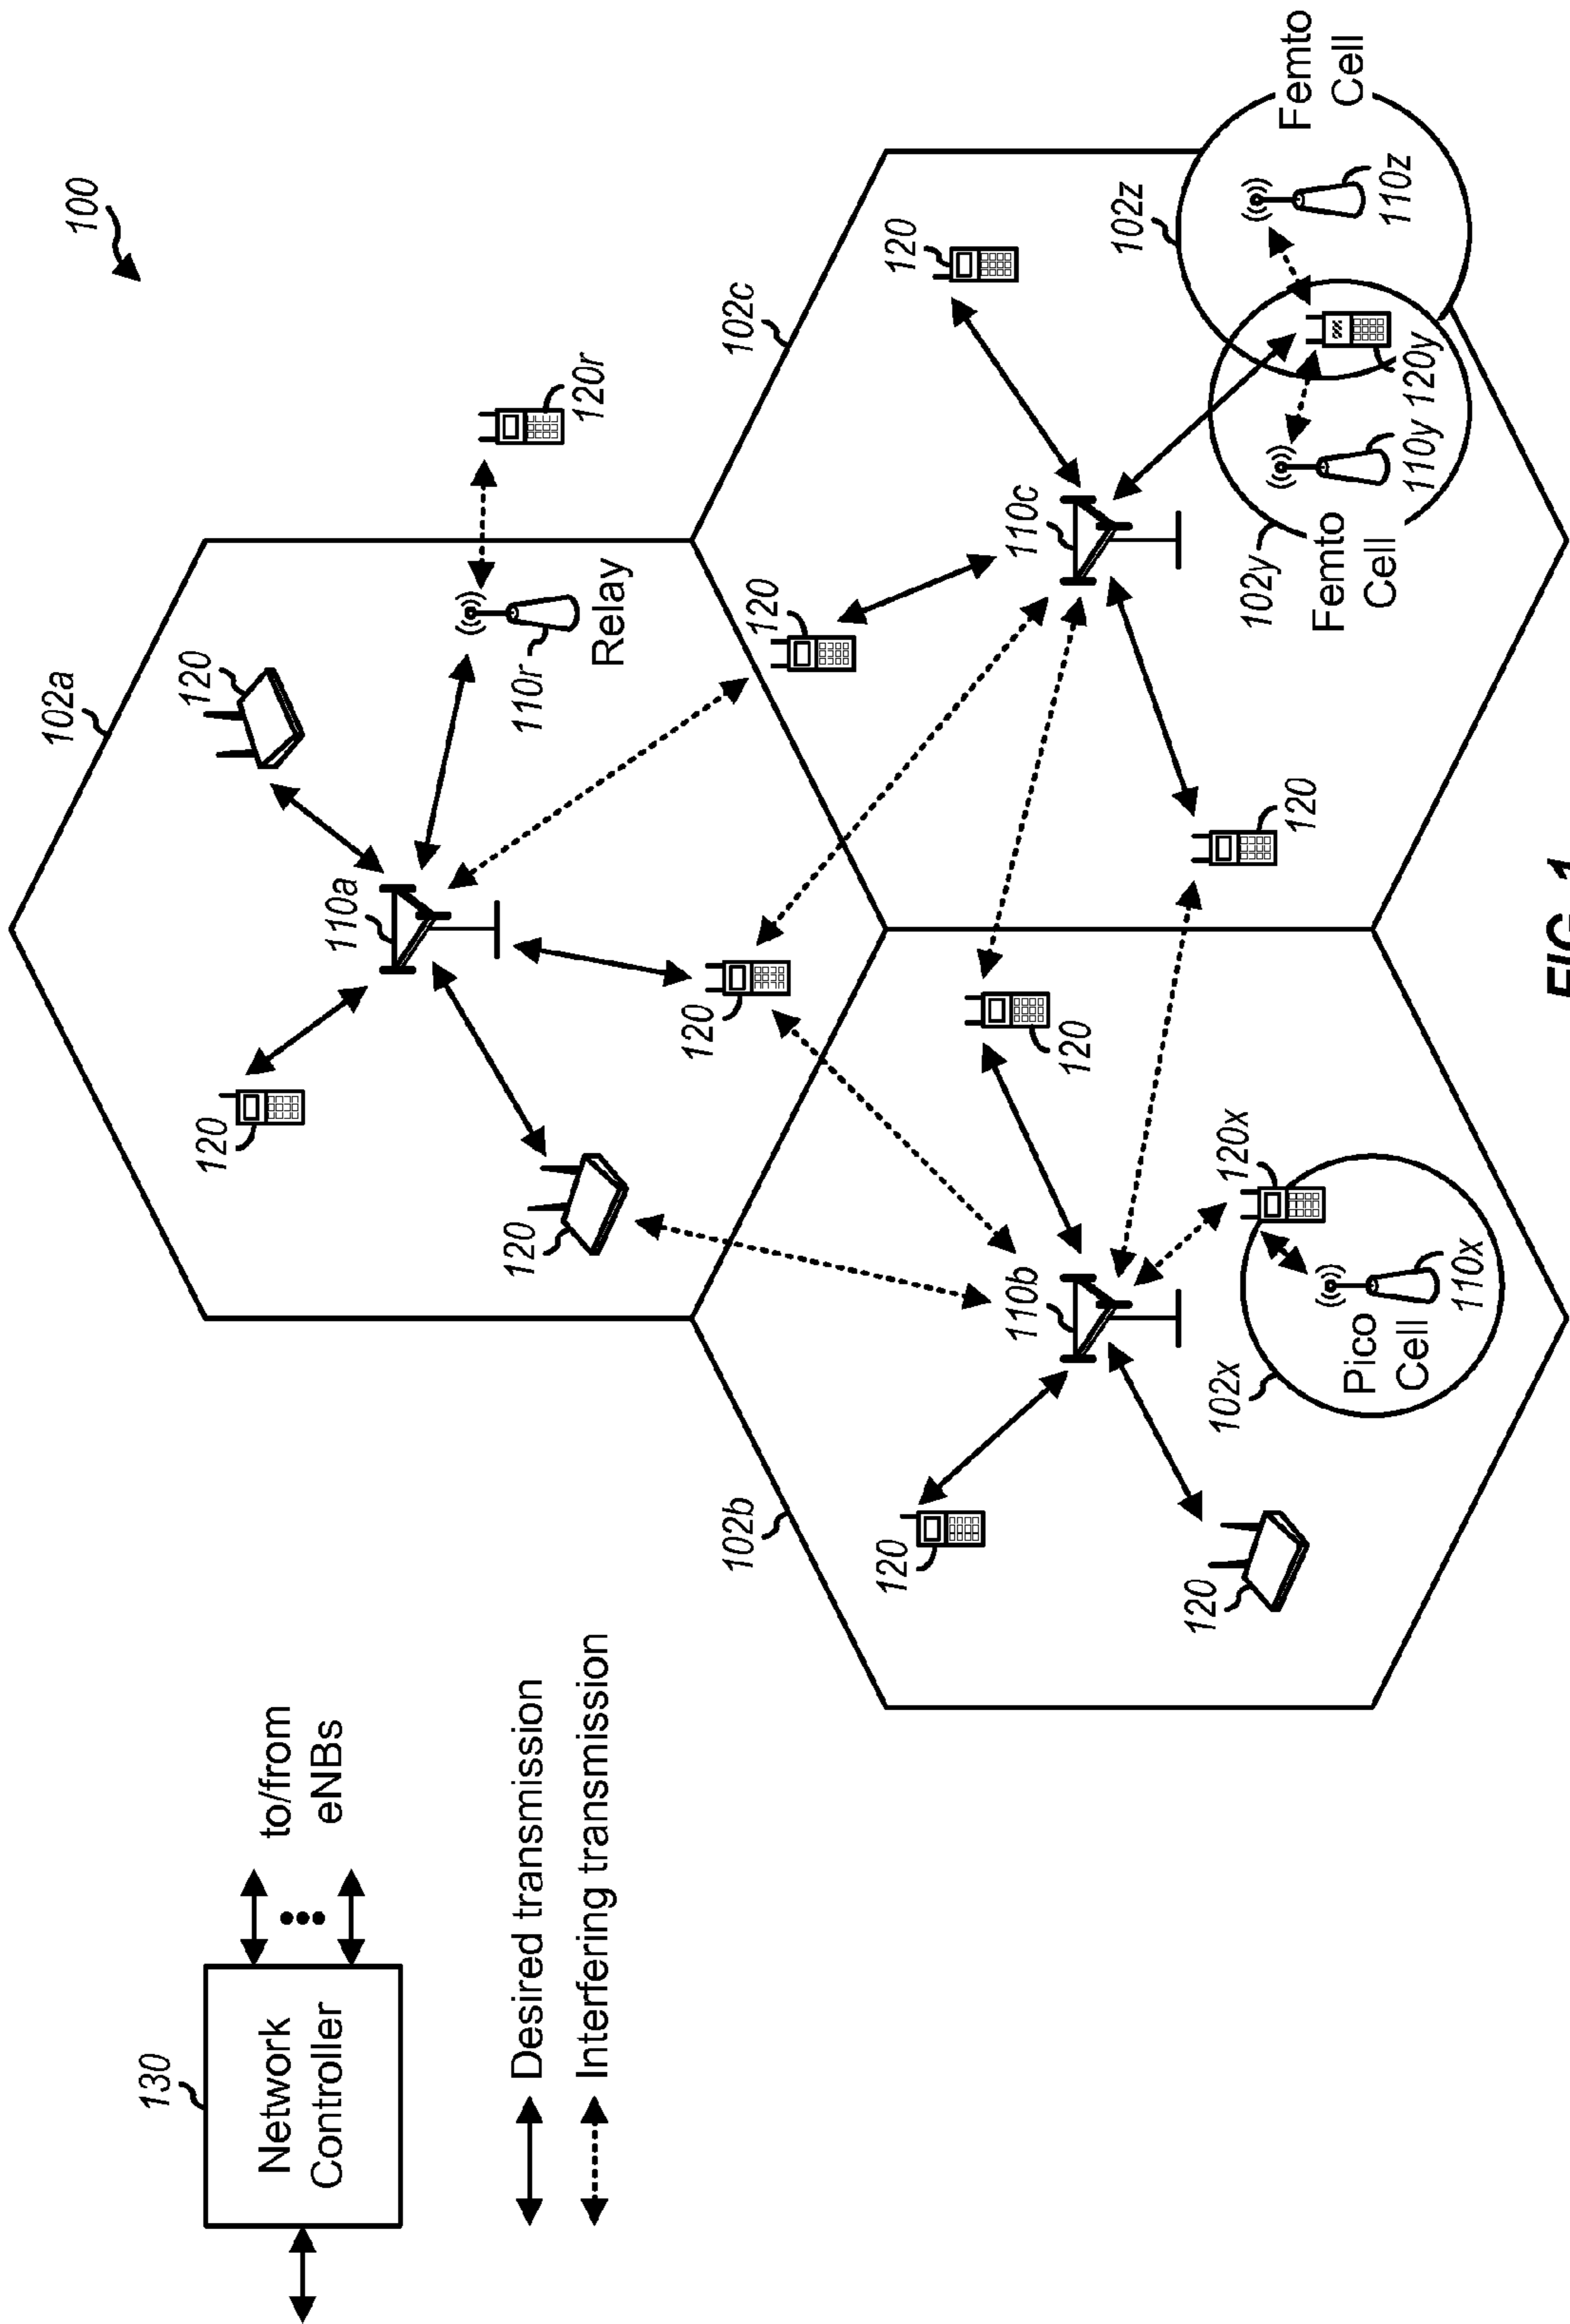 100
130
Network
Controller
to/from
eNBs
Desired transmission
Interfering transmission
102a
120
120
110a
120
120
120
110r
Relay
120r
102b
120
120
110b
120
102x
Pico
Cell
110x
120x
102c
120
120
110c
120
102y
Femto
Cell
110y
120y
102z
110z
Femto
Cell
FIG. 1